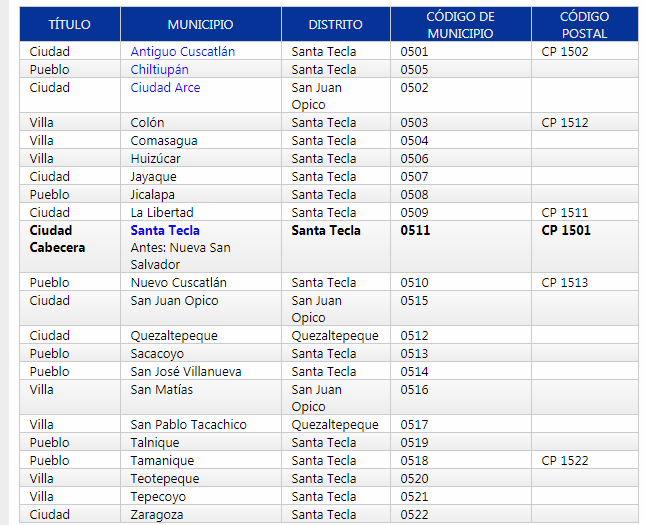 TÍTULO MUNICIPIO DISTRITO CÓDIGO DE MUNICIPIO CÓDIGO POSTAL
Ciudad Antiguo Cuscatlán Santa Tecla 0501 CP 1502
Pueblo Chiltiupán Santa Tecla 0505
Ciudad Ciudad Arce San Juan Opico 0502
Villa Colón Santa Tecla 0503 CP 1512
Villa Comasagua Santa Tecla 0504
Villa Huizúcar Santa Tecla 0506
Ciudad Jayaque Santa Tecla 0507
Pueblo Jicalapa Santa Tecla 0508
Ciudad La Libertad Santa Tecla 0509 CP 1511
Ciudad Cabecera Santa Tecla Antes: Nueva San Salvador Santa Tecla 0511 CP 1501
Pueblo Nuevo Cuscatlán Santa Tecla 0510 CP 1513
Ciudad San Juan Opico San Juan Opico 0515
Ciudad Quezaltepeque Quezaltepeque 0512
Pueblo Sacacoyo Santa Tecla 0513
Pueblo San José Villanueva Santa Tecla 0514
Villa San Matías San Juan Opico 0516
Villa San Pablo Tacachico Quezaltepeque 0517
Pueblo Talnique Santa Tecla 0519
Pueblo Tamanique Santa Tecla 0518 CP 1522
Villa Teotepeque Santa Tecla 0520
Villa Tepecoyo Santa Tecla 0521
Ciudad Zaragoza Santa Tecla 0522